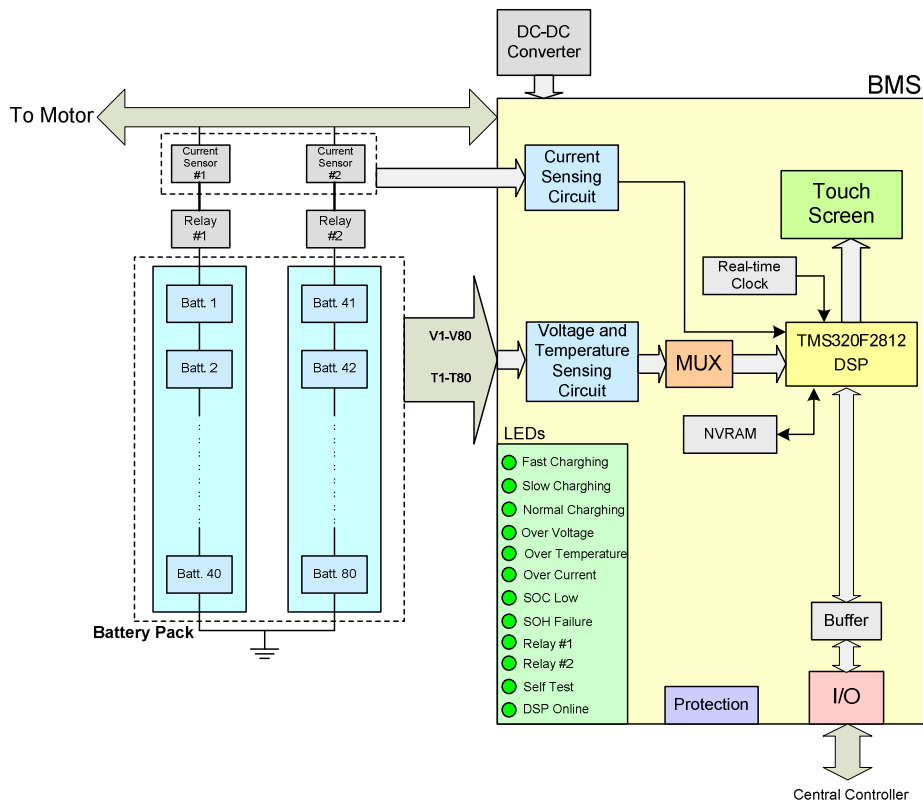 DC-DC
Converter
BMS
To Motor
Current
Sensor
#1
Current
Sensor
#2
Current
Sensing
Circuit
Touch
Screen
Relay
#1
Relay
#2
Real-time
Clock
Batt. 1
Batt. 41
V1-V80
Voltage and
Temperature
Sensing
Circuit
MUX
TMS320F2812
DSP
Batt. 2
Batt. 42
T1-T80
NVRAM
LEDs
Fast Charghing
Slow Charghing
Normal Charghing
Over Voltage
Over Temperature
Over Current
SOC Low
SOH Failure
Relay #1
Relay #2
Self Test
DSP Online
Batt. 40
Batt. 80
Battery Pack
Buffer
Protection
I/O
Central Controller